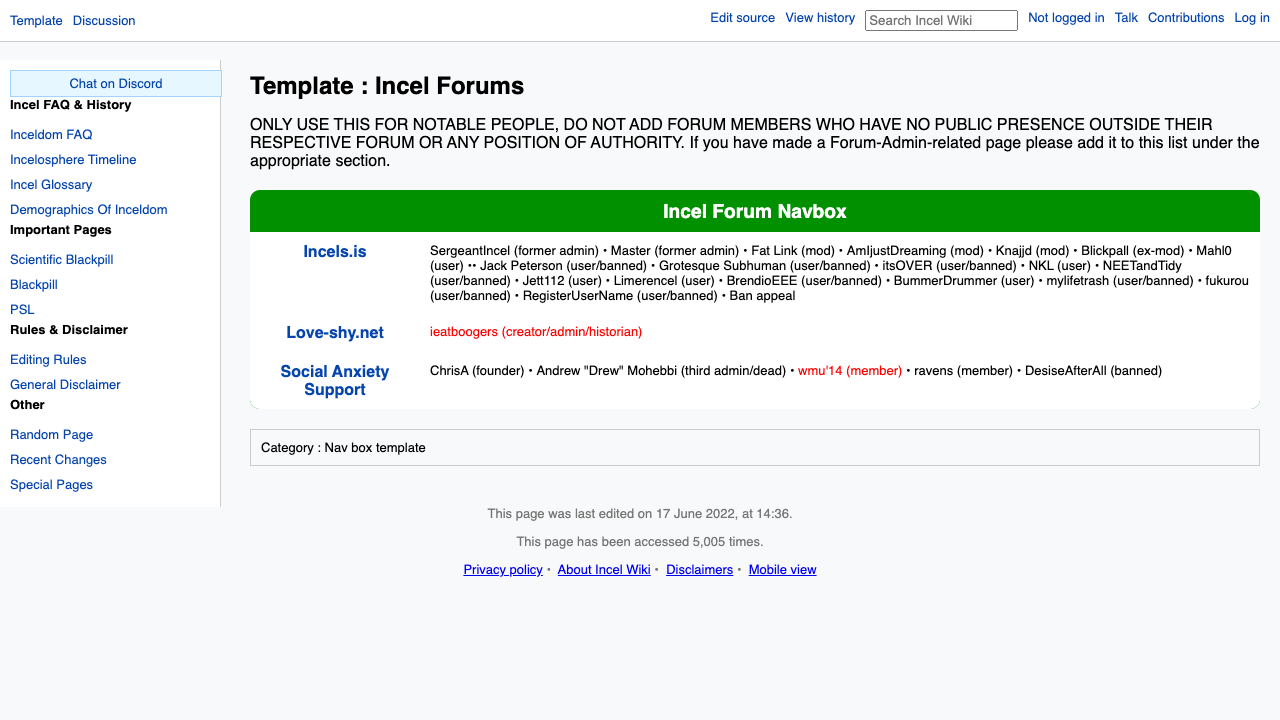 Template Discussion Edit source View history Search Incel Wiki Not logged in Talk Contributions Log in
Chat on Discord
Incel FAQ & History
Inceldom FAQ
Incelosphere Timeline
Incel Glossary
Demographics Of Inceldom
Important Pages
Scientific Blackpill
Blackpill
PSL
Rules & Disclaimer
Editing Rules
General Disclaimer
Other
Random Page
Recent Changes
Special Pages
Template : Incel Forums
ONLY USE THIS FOR NOTABLE PEOPLE, DO NOT ADD FORUM MEMBERS WHO HAVE NO PUBLIC PRESENCE OUTSIDE THEIR
RESPECTIVE FORUM OR ANY POSITION OF AUTHORITY. If you have made a Forum-Admin-related page please add it to this list under the
appropriate section.
Incel Forum Navbox
Incels.is
SergeantIncel (former admin) • Master (former admin) • Fat Link (mod) • AmIjustDreaming (mod) • Knajjd (mod) • Blickpall (ex-mod) • Mahl0
(user) •• Jack Peterson (user/banned) • Grotesque Subhuman (user/banned) • itsOVER (user/banned) • NKL (user) • NEETandTidy
(user/banned) • Jett112 (user) • Limerencel (user) • BrendioEEE (user/banned) • BummerDrummer (user) • mylifetrash (user/banned) • fukurou
(user/banned) • RegisterUserName (user/banned) • Ban appeal
Love-shy.net
ieatboogers (creator/admin/historian)
Social Anxiety
Support
ChrisA (founder) • Andrew "Drew" Mohebbi (third admin/dead) • wmu'14 (member) • ravens (member) • DesiseAfterAll (banned)
Category : Nav box template
This page was last edited on 17 June 2022, at 14:36.
This page has been accessed 5,005 times.
Privacy policy • About Incel Wiki • Disclaimers • Mobile view